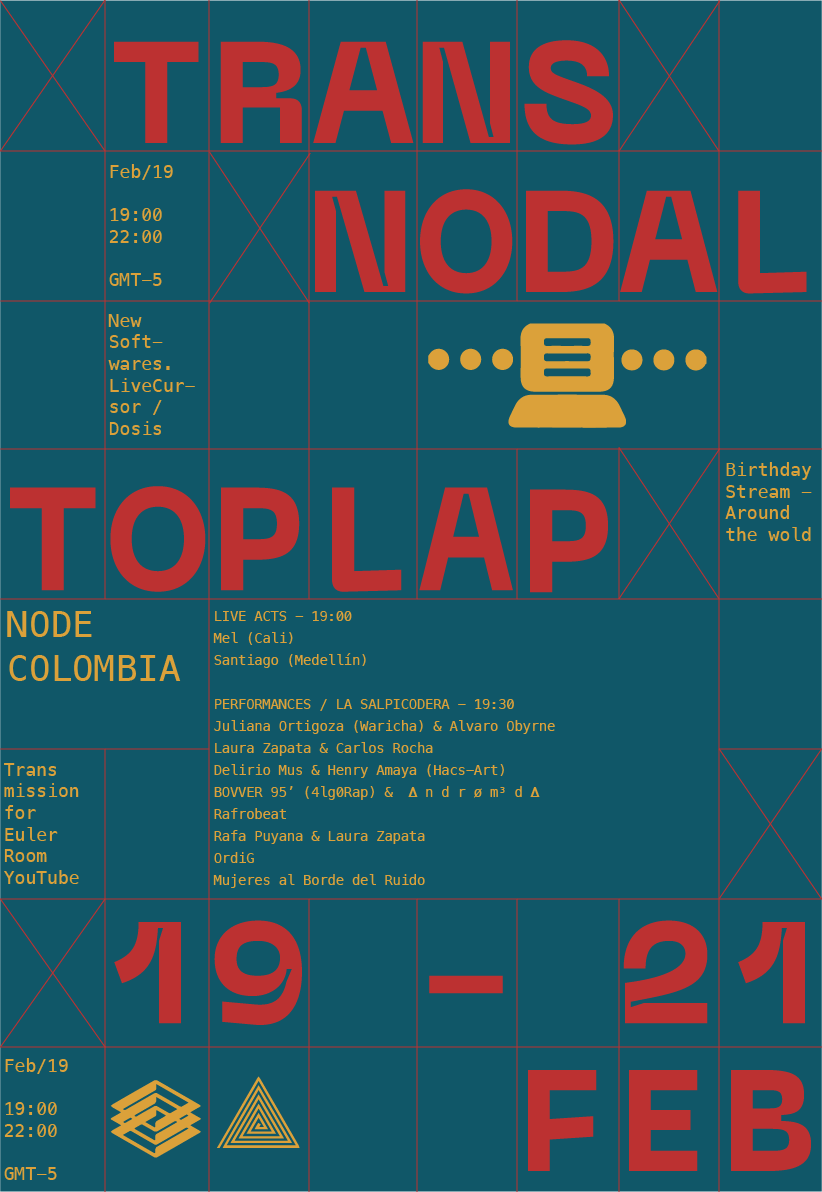 TRANS
Feb/19
19:00
22:00
GMT–5
NODAL
New
Soft–
wares.
LiveCur–
sor /
Dosis
TOPLAP
Birthday
Stream –
Around
the wold
NODE
COLOMBIA
LIVE ACTS – 19:00
Mel (Cali)
Santiago (Medellín)
PERFORMANCES / LA SALPICODERA – 19:30
Juliana Ortigoza (Waricha) & Alvaro Obyrne
Laura Zapata & Carlos Rocha
Delirio Mus & Henry Amaya (Hacs–Art)
BOVVER 95’ (4lgØRap) & Δ n d r ø m³ d Δ
Rafrobeat
Rafa Puyana & Laura Zapata
OrdiG
Mujeres al Borde del Ruido
Trans
mission
for
Euler
Room
YouTube
19 – 21
Feb/19
19:00
22:00
GMT–5
FEB